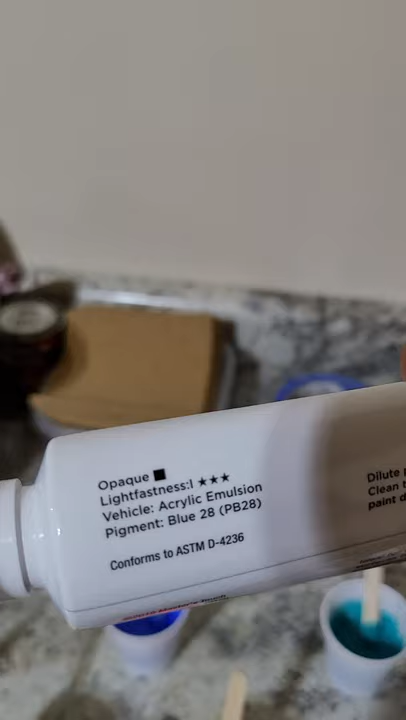 Opaque ■
Lightfastness:I ★★★
Vehicle: Acrylic Emulsion
Pigment: Blue 28 (PB28)
Conforms to ASTM D-4236
Dilute
Clean t
paint d